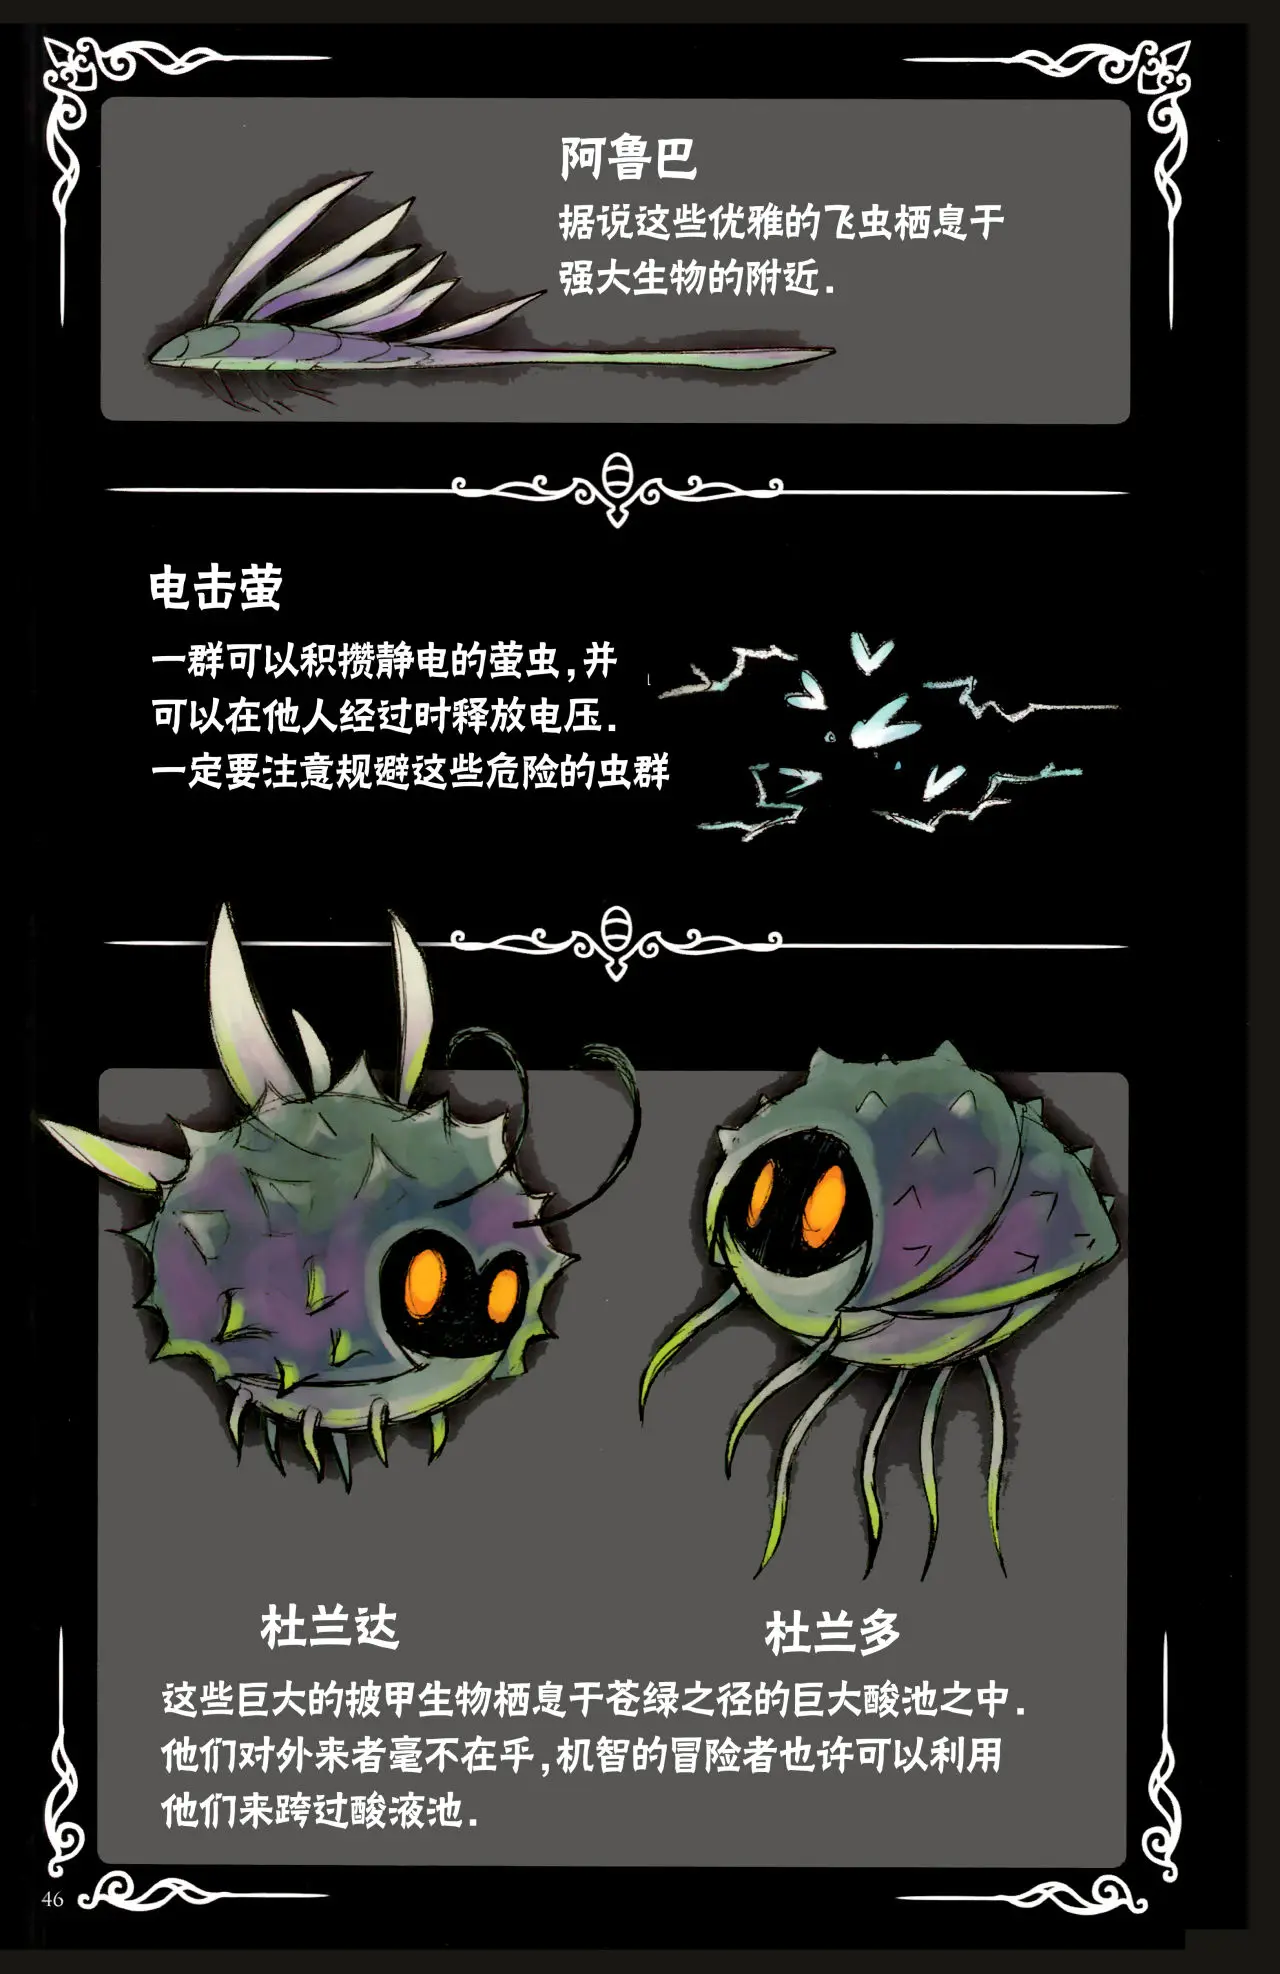 阿鲁巴
据说这些优雅的飞虫栖息于
强大生物的附近.
电击萤
一群可以积攒静电的萤虫,并
可以在他人经过时释放电压.
一定要注意规避这些危险的虫群
杜兰达
杜兰多
这些巨大的披甲生物栖息于苍绿之径的巨大酸池之中.
他们对外来者毫不在乎,机智的冒险者也许可以利用
他们来跨过酸液池.
46